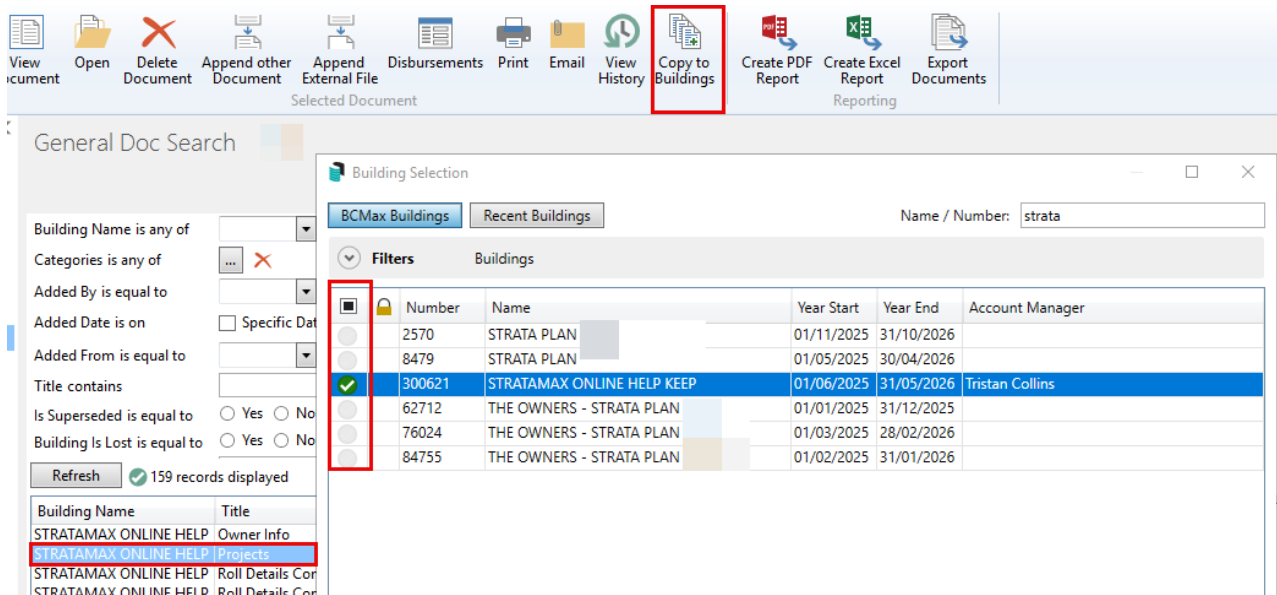 View Document
Open
Delete Document
Append other Document
Append External File
Disbursements
Print
Email
View History
Copy to Buildings
Create PDF Report
Create Excel Report
Export Documents
Selected Document
Reporting
General Doc Search
Building Name is any of
Categories is any of
...
Added By is equal to
Added Date is on
Specific Dat
Added From is equal to
Title contains
Is Superseded is equal to Yes No
Building Is Lost is equal to Yes No
Refresh 159 records displayed
Building Name Title
STRATAMAX ONLINE HELP Owner Info
STRATAMAX ONLINE HELP Projects
STRATAMAX ONLINE HELP Roll Details Cor
STRATAMAX ONLINE HELP Roll Details Cor
Building Selection
BCMax Buildings Recent Buildings Name / Number: strata
Filters Buildings
Number Name Year Start Year End Account Manager
2570 STRATA PLAN 01/11/2025 31/10/2026
8479 STRATA PLAN 01/05/2025 30/04/2026
300621 STRATAMAX ONLINE HELP KEEP 01/06/2025 31/05/2026 Tristan Collins
62712 THE OWNERS - STRATA PLAN 01/01/2025 31/12/2025
76024 THE OWNERS - STRATA PLAN 01/03/2025 28/02/2026
84755 THE OWNERS - STRATA PLAN 01/02/2025 31/01/2026